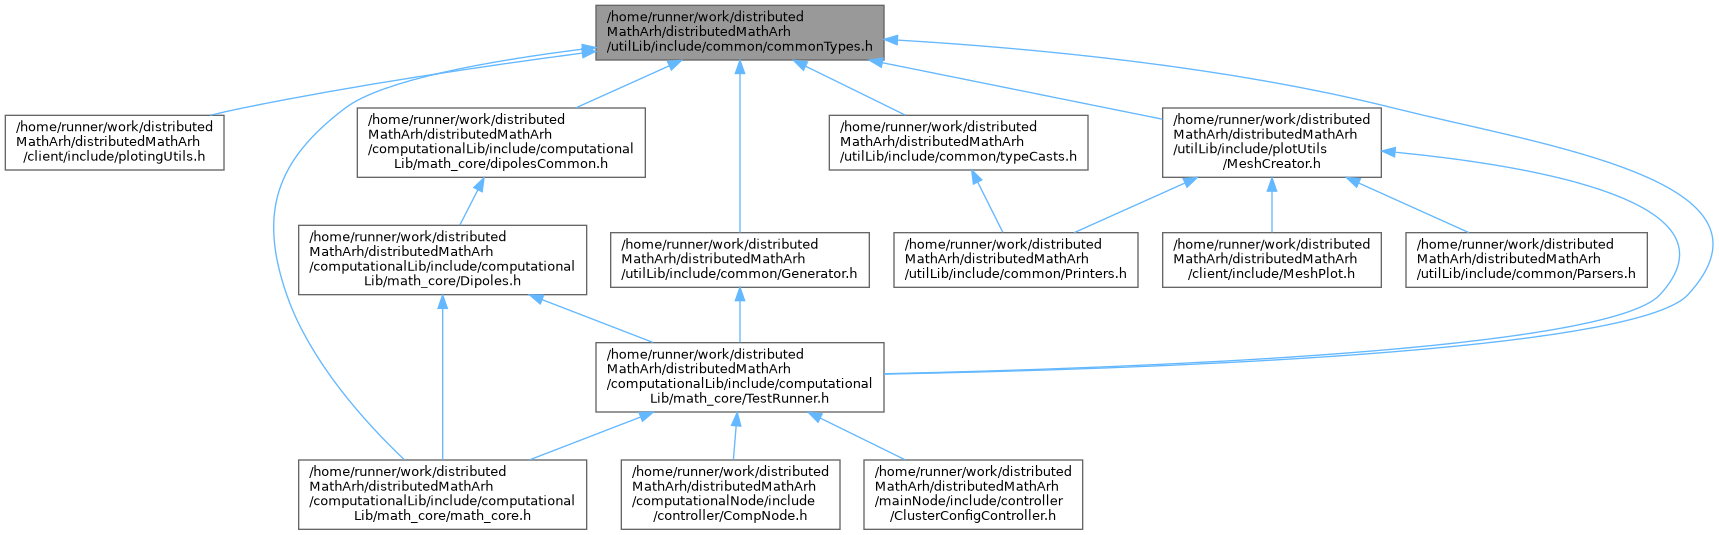 /home/runner/work/distributed
MathArh/distributedMathArh
/utilLib/include/common/commonTypes.h
/home/runner/work/distributed
MathArh/distributedMathArh
/client/include/plotingUtils.h
/home/runner/work/distributed
MathArh/distributedMathArh
/computationalLib/include/computational
Lib/math_core/dipolesCommon.h
/home/runner/work/distributed
MathArh/distributedMathArh
/utilLib/include/common/typeCasts.h
/home/runner/work/distributed
MathArh/distributedMathArh
/utilLib/include/plotUtils
/MeshCreator.h
/home/runner/work/distributed
MathArh/distributedMathArh
/computationalLib/include/computational
Lib/math_core/Dipoles.h
/home/runner/work/distributed
MathArh/distributedMathArh
/utilLib/include/common/Generator.h
/home/runner/work/distributed
MathArh/distributedMathArh
/utilLib/include/common/Printers.h
/home/runner/work/distributed
MathArh/distributedMathArh
/client/include/MeshPlot.h
/home/runner/work/distributed
MathArh/distributedMathArh
/utilLib/include/common/Parsers.h
/home/runner/work/distributed
MathArh/distributedMathArh
/computationalLib/include/computational
Lib/math_core/TestRunner.h
/home/runner/work/distributed
MathArh/distributedMathArh
/computationalLib/include/computational
Lib/math_core/math_core.h
/home/runner/work/distributed
MathArh/distributedMathArh
/computationalNode/include
/controller/CompNode.h
/home/runner/work/distributed
MathArh/distributedMathArh
/mainNode/include/controller
/ClusterConfigController.h